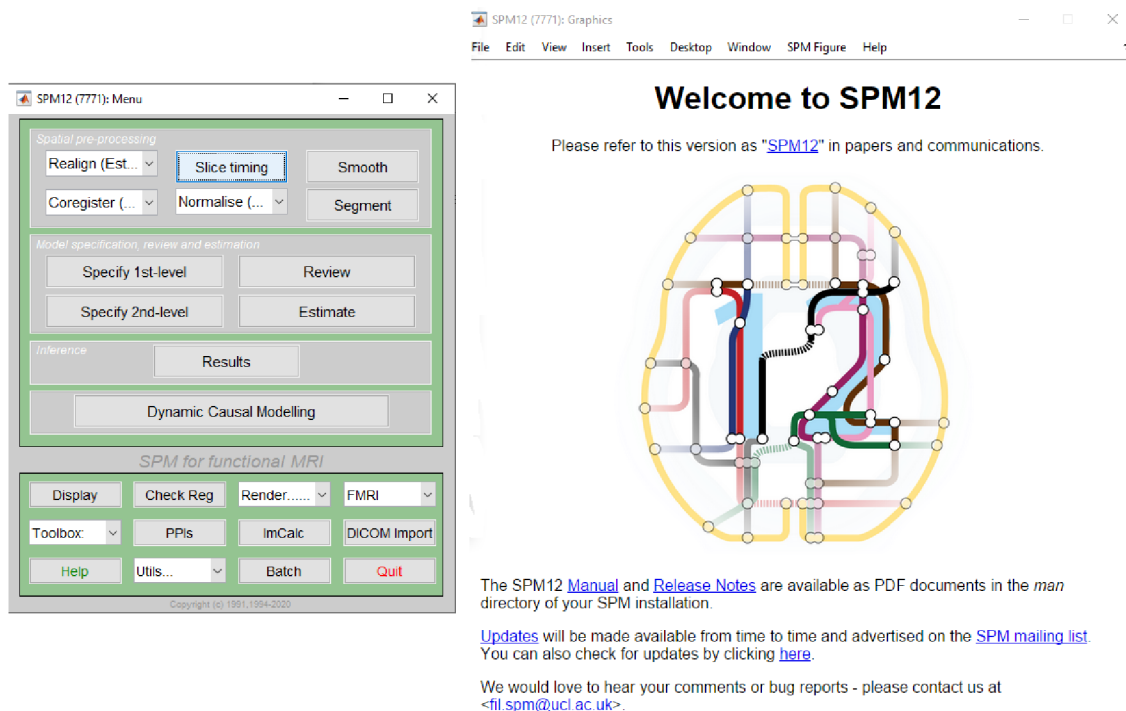 SPM12 (7771): Menu
Spatial pre-processing
Realign (Est...
Slice timing
Smooth
Coregister (...
Normalise (...
Segment
Model specification, review and estimation
Specify 1st-level
Review
Specify 2nd-level
Estimate
Inference
Results
Dynamic Causal Modelling
SPM for functional MRI
Display
Check Reg
Render......
FMRI
Toolbox:
PPIs
ImCalc
DICOM Import
Help
Utils...
Batch
Quit
Copyright (c) 1991,1994-2020
SPM12 (7771): Graphics
File Edit View Insert Tools Desktop Window SPM Figure Help
Welcome to SPM12
Please refer to this version as "SPM12" in papers and communications.
12
The SPM12 Manual and Release Notes are available as PDF documents in the man
directory of your SPM installation.
Updates will be made available from time to time and advertised on the SPM mailing list.
You can also check for updates by clicking here.
We would love to hear your comments or bug reports - please contact us at
<fil.spm@ucl.ac.uk>.